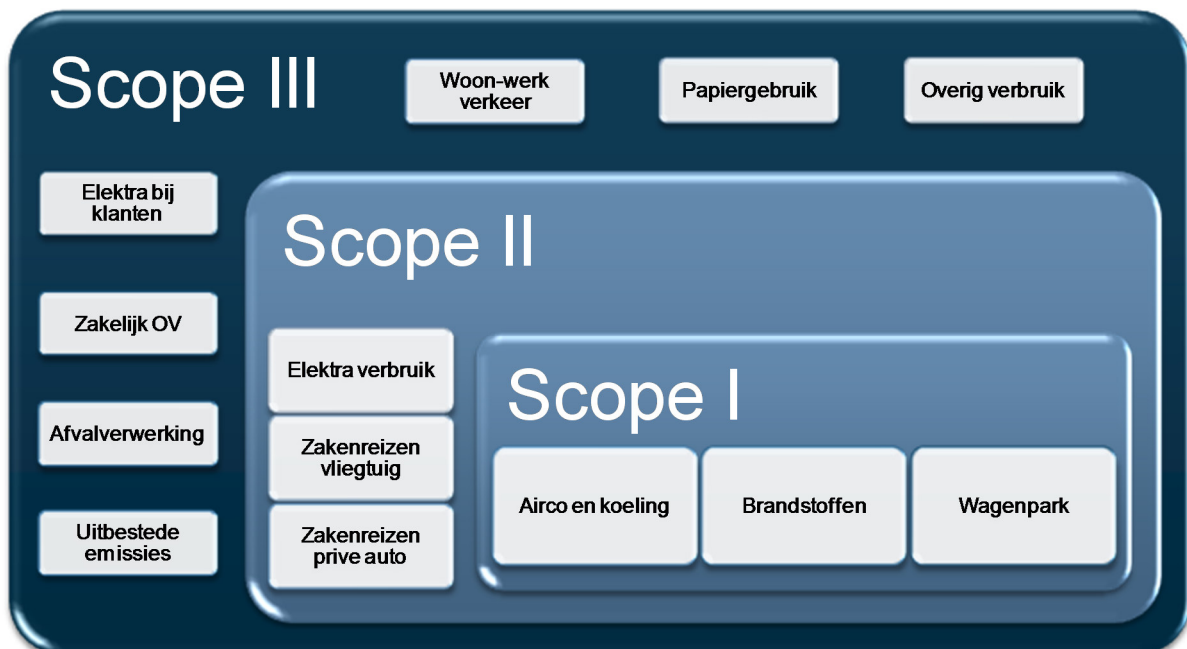 Scope III
Woon-werk
verkeer
Papiergebruik
Overig verbruik
Elektra bij
klanten
Zakelijk OV
Afvalverwerking
Uitbestede
emissies
Scope II
Elektra verbruik
Zakenreizen
vliegtuig
Zakenreizen
prive auto
Scope I
Airco en koeling
Brandstoffen
Wagenpark